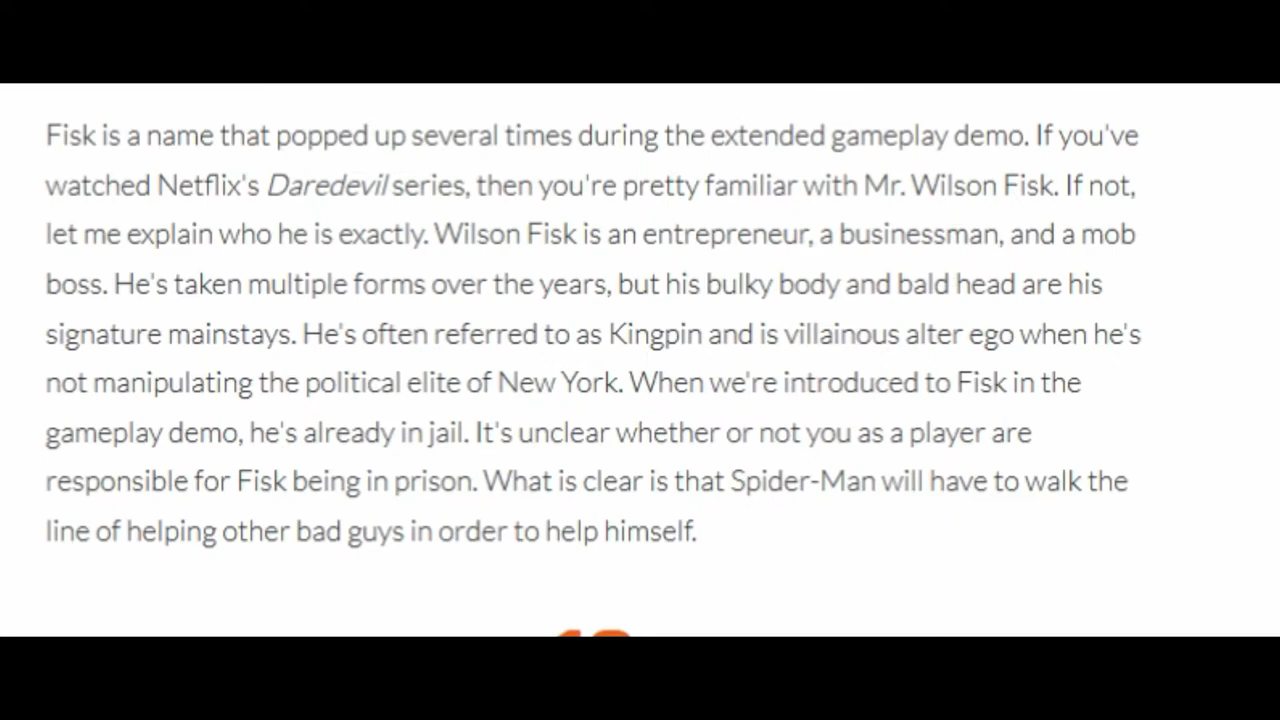 Fisk is a name that popped up several times during the extended gameplay demo. If you've
watched Netflix's Daredevil series, then you're pretty familiar with Mr. Wilson Fisk. If not,
let me explain who he is exactly. Wilson Fisk is an entrepreneur, a businessman, and a mob
boss. He's taken multiple forms over the years, but his bulky body and bald head are his
signature mainstays. He's often referred to as Kingpin and is villainous alter ego when he's
not manipulating the political elite of New York. When we're introduced to Fisk in the
gameplay demo, he's already in jail. It's unclear whether or not you as a player are
responsible for Fisk being in prison. What is clear is that Spider-Man will have to walk the
line of helping other bad guys in order to help himself.